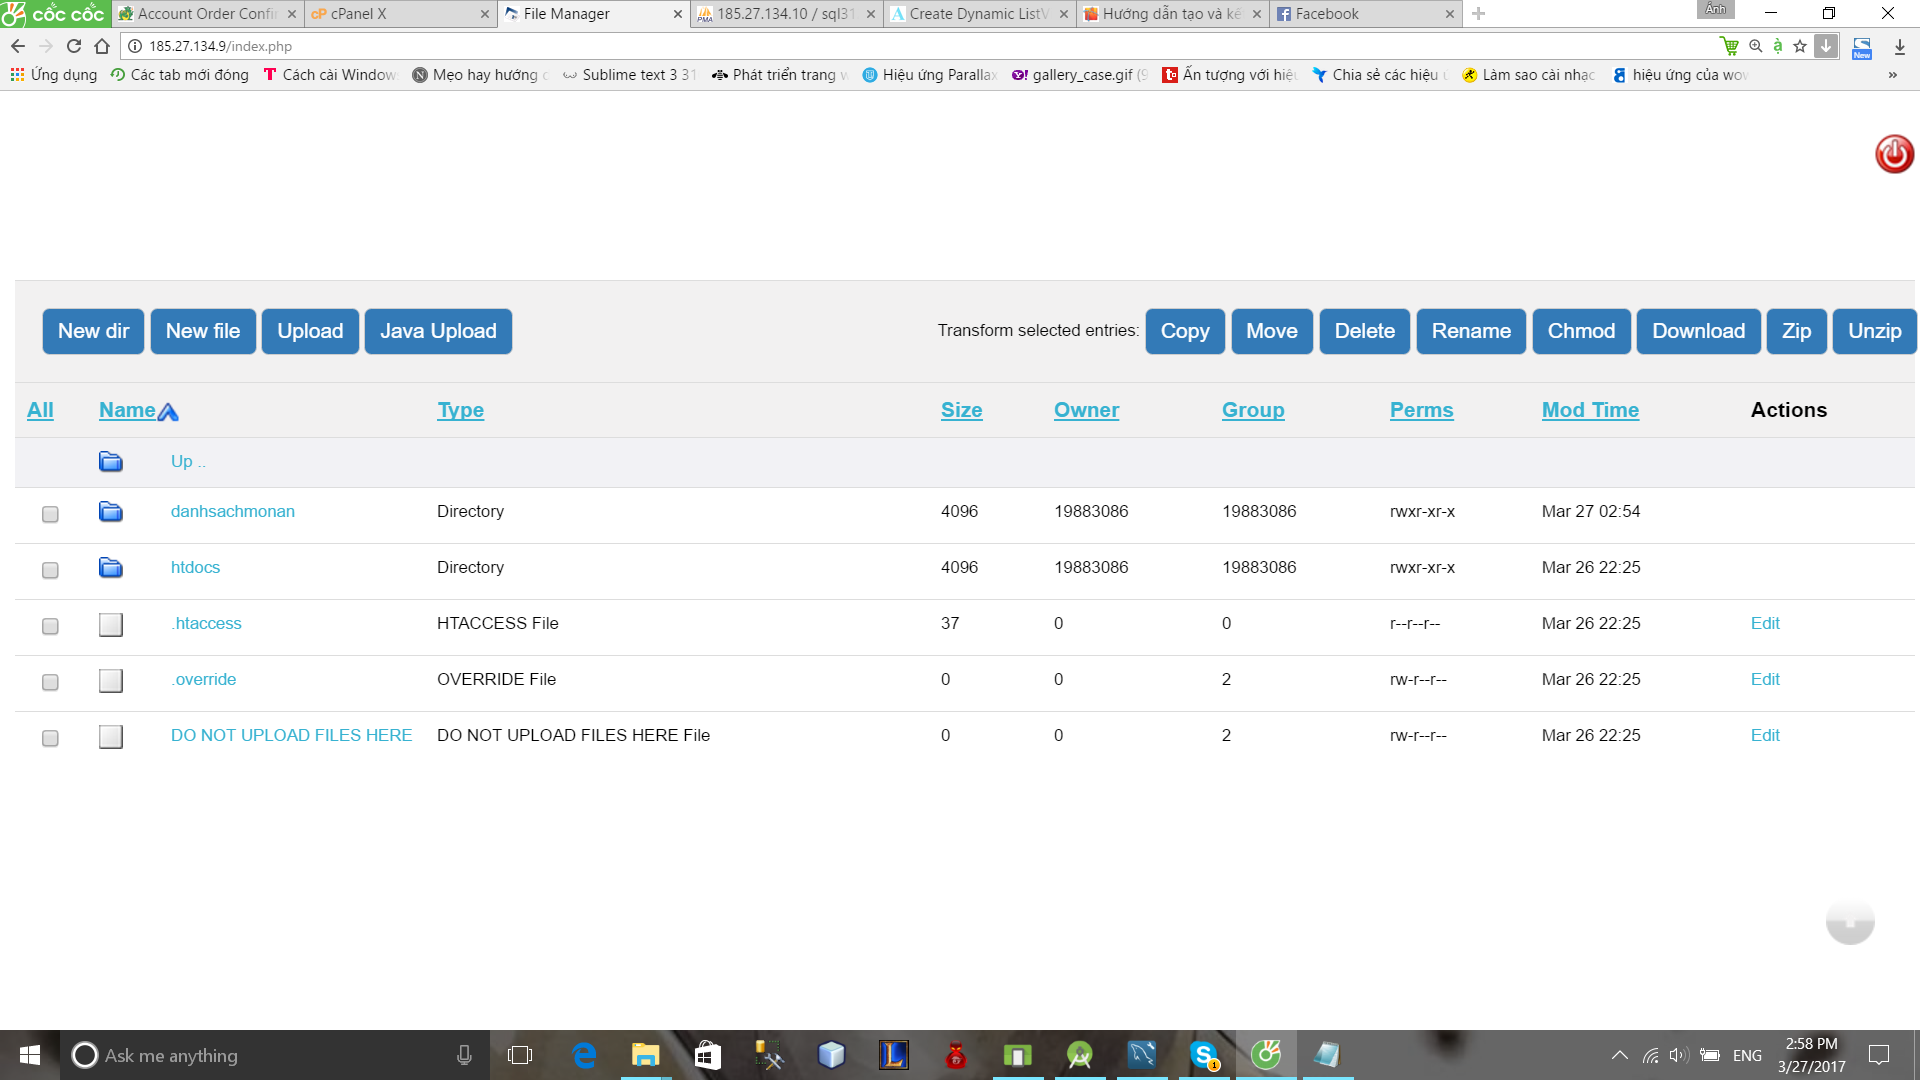 cốc cốc Account Order Confir cPanel X File Manager 185.27.134.10 / sql31 Create Dynamic ListV Hướng dẫn tạo và kế Facebook Ảnh
185.27.134.9/index.php
Ứng dụng Các tab mới đóng Cách cài Window Mẹo hay hướng Sublime text 3 31 Phát triển trang Hiệu ứng Parallax gallery_case.gif (9 Ấn tượng với hiệu Chia sẻ các hiệu Làm sao cài nhạc hiệu ứng của wow »
New dir New file Upload Java Upload Transform selected entries: Copy Move Delete Rename Chmod Download Zip Unzip
All Name Type Size Owner Group Perms Mod Time Actions
Up ..
danhsachmonan Directory 4096 19883086 19883086 rwxr-xr-x Mar 27 02:54
htdocs Directory 4096 19883086 19883086 rwxr-xr-x Mar 26 22:25
.htaccess HTACCESS File 37 0 0 r--r--r-- Mar 26 22:25 Edit
.override OVERRIDE File 0 0 2 rw-r--r-- Mar 26 22:25 Edit
DO NOT UPLOAD FILES HERE DO NOT UPLOAD FILES HERE File 0 0 2 rw-r--r-- Mar 26 22:25 Edit
Ask me anything ENG 2:58 PM
3/27/2017